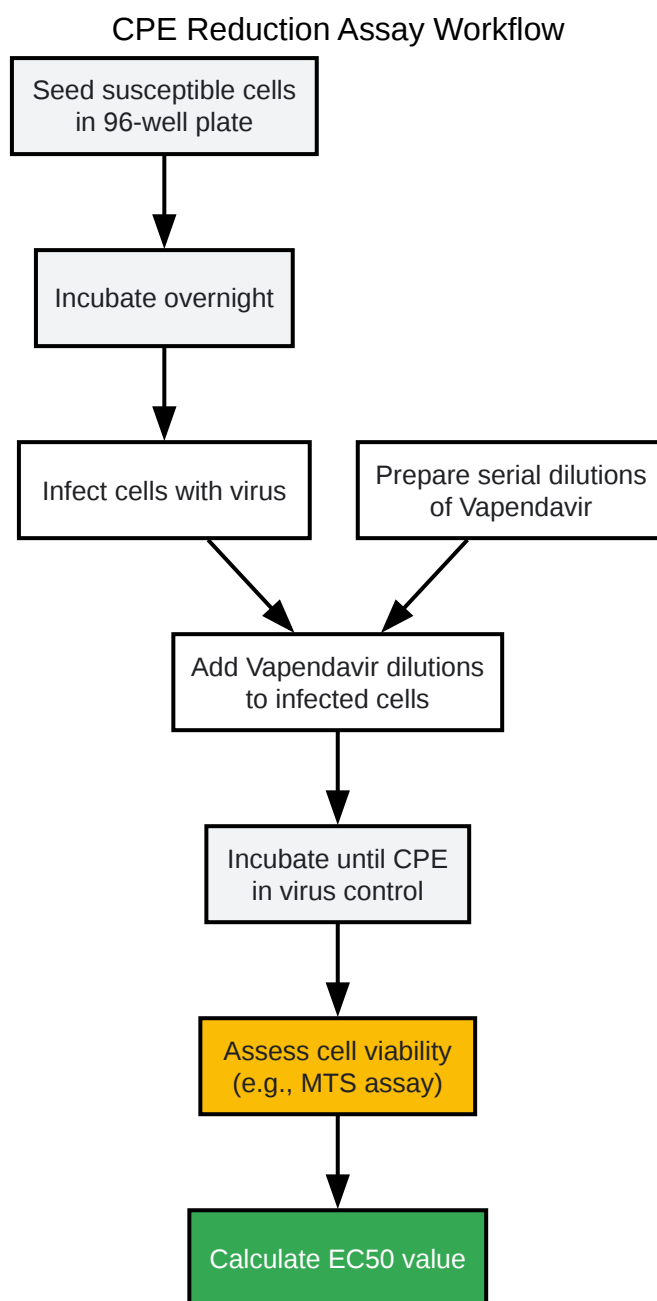 CPE Reduction Assay Workflow
Seed susceptible cells
in 96-well plate
Incubate overnight
Infect cells with virus
Prepare serial dilutions
of Vapendavir
Add Vapendavir dilutions
to infected cells
Incubate until CPE
in virus control
Assess cell viability
(e.g., MTS assay)
Calculate EC50 value